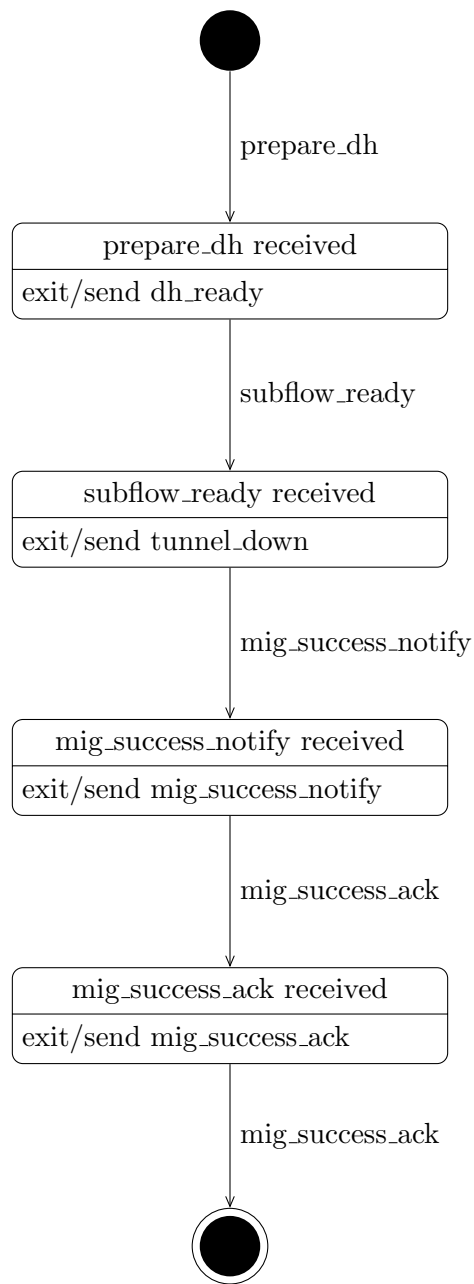 prepare_dh
prepare_dh received
exit/send dh_ready
subflow_ready
subflow_ready received
exit/send tunnel_down
mig_success_notify
mig_success_notify received
exit/send mig_success_notify
mig_success_ack
mig_success_ack received
exit/send mig_success_ack
mig_success_ack